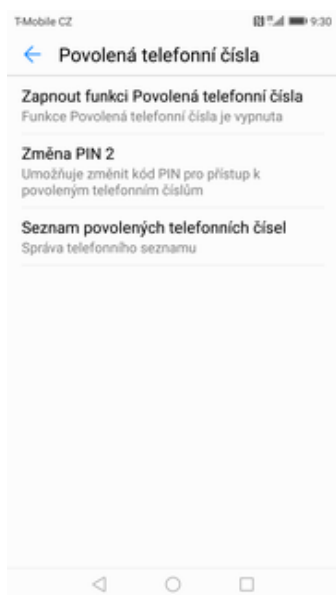 T-Mobile CZ 9:30
Povolená telefonní čísla
Zapnout funkci Povolená telefonní čísla
Funkce Povolená telefonní čísla je vypnuta
Změna PIN 2
Umožňuje změnit kód PIN pro přístup k
povoleným telefonním číslům
Seznam povolených telefonních čísel
Správa telefonního seznamu